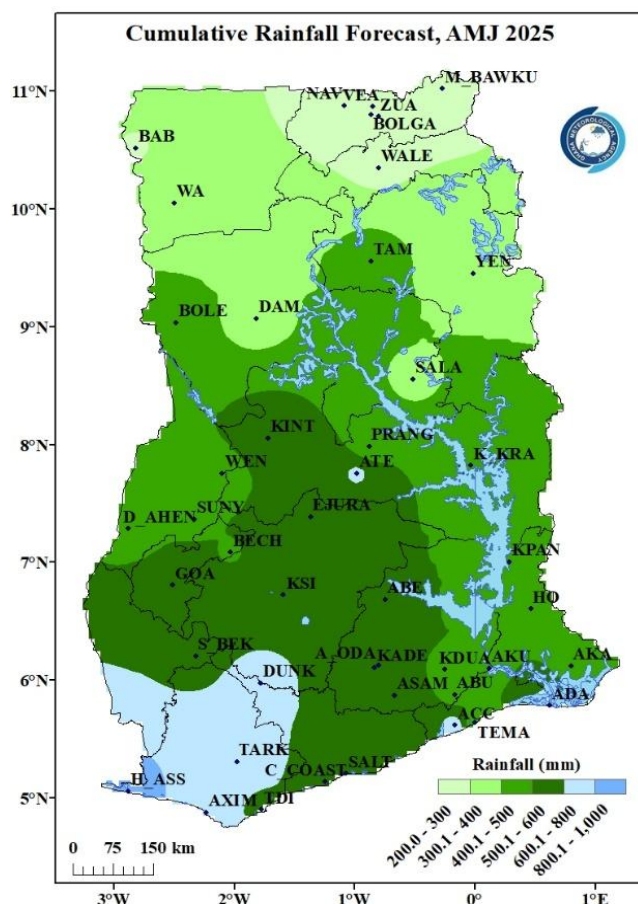 Cumulative Rainfall Forecast, AMJ 2025
11°N
M_BAWKU
NAVVEA
ZUA
BOLGA
GHANA METEOROLOGICAL AGENCY
BAB
WALE
WA
10°N
TAM
YEN
BOLE
DAM
9°N
SALA
KINT
PRANG
8°N
WEN
ATE
K_KRA
D_AHEN
SUNY
EJURA
BECH
7°N
KPAN
GOA
KSI
ABE
HO
S_BEK
A_ODA
KADE
KDUA
AKU
AKA
6°N
DUNK
ASAM
ABU
ADA
ACC
TEMA
TARK
C_COAST
SALT
H_ASS
5°N
AXIM
TDI
Rainfall (mm)
200.0 - 300
300.1 - 400
400.1 - 500
500.1 - 600
600.1 - 800
800.1 - 1,000
0 75 150 km
3°W 2°W 1°W 0° 1°E